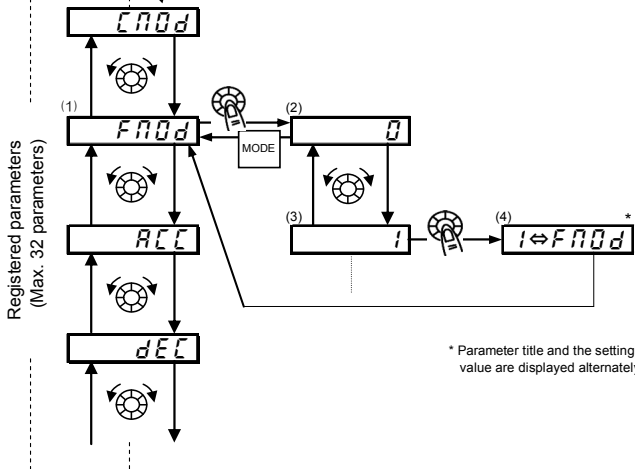 CMOd
(1)
FMOd
(2)
0
MODE
(3)
1
(4)
*
1⇔FMOd
ACC
dEC
Registered parameters
(Max. 32 parameters)
* Parameter title and the setting
value are displayed alternately